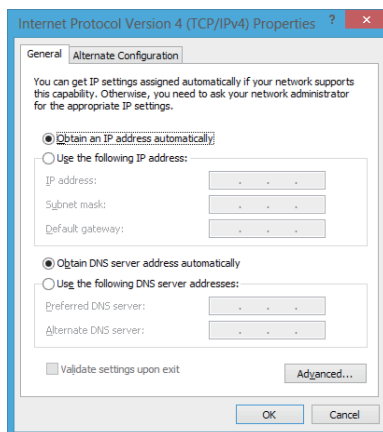 Internet Protocol Version 4 (TCP/IPv4) Properties
General
Alternate Configuration
You can get IP settings assigned automatically if your network supports
this capability. Otherwise, you need to ask your network administrator
for the appropriate IP settings.
Obtain an IP address automatically
Use the following IP address:
IP address:
Subnet mask:
Default gateway:
Obtain DNS server address automatically
Use the following DNS server addresses:
Preferred DNS server:
Alternate DNS server:
Validate settings upon exit
Advanced...
OK
Cancel